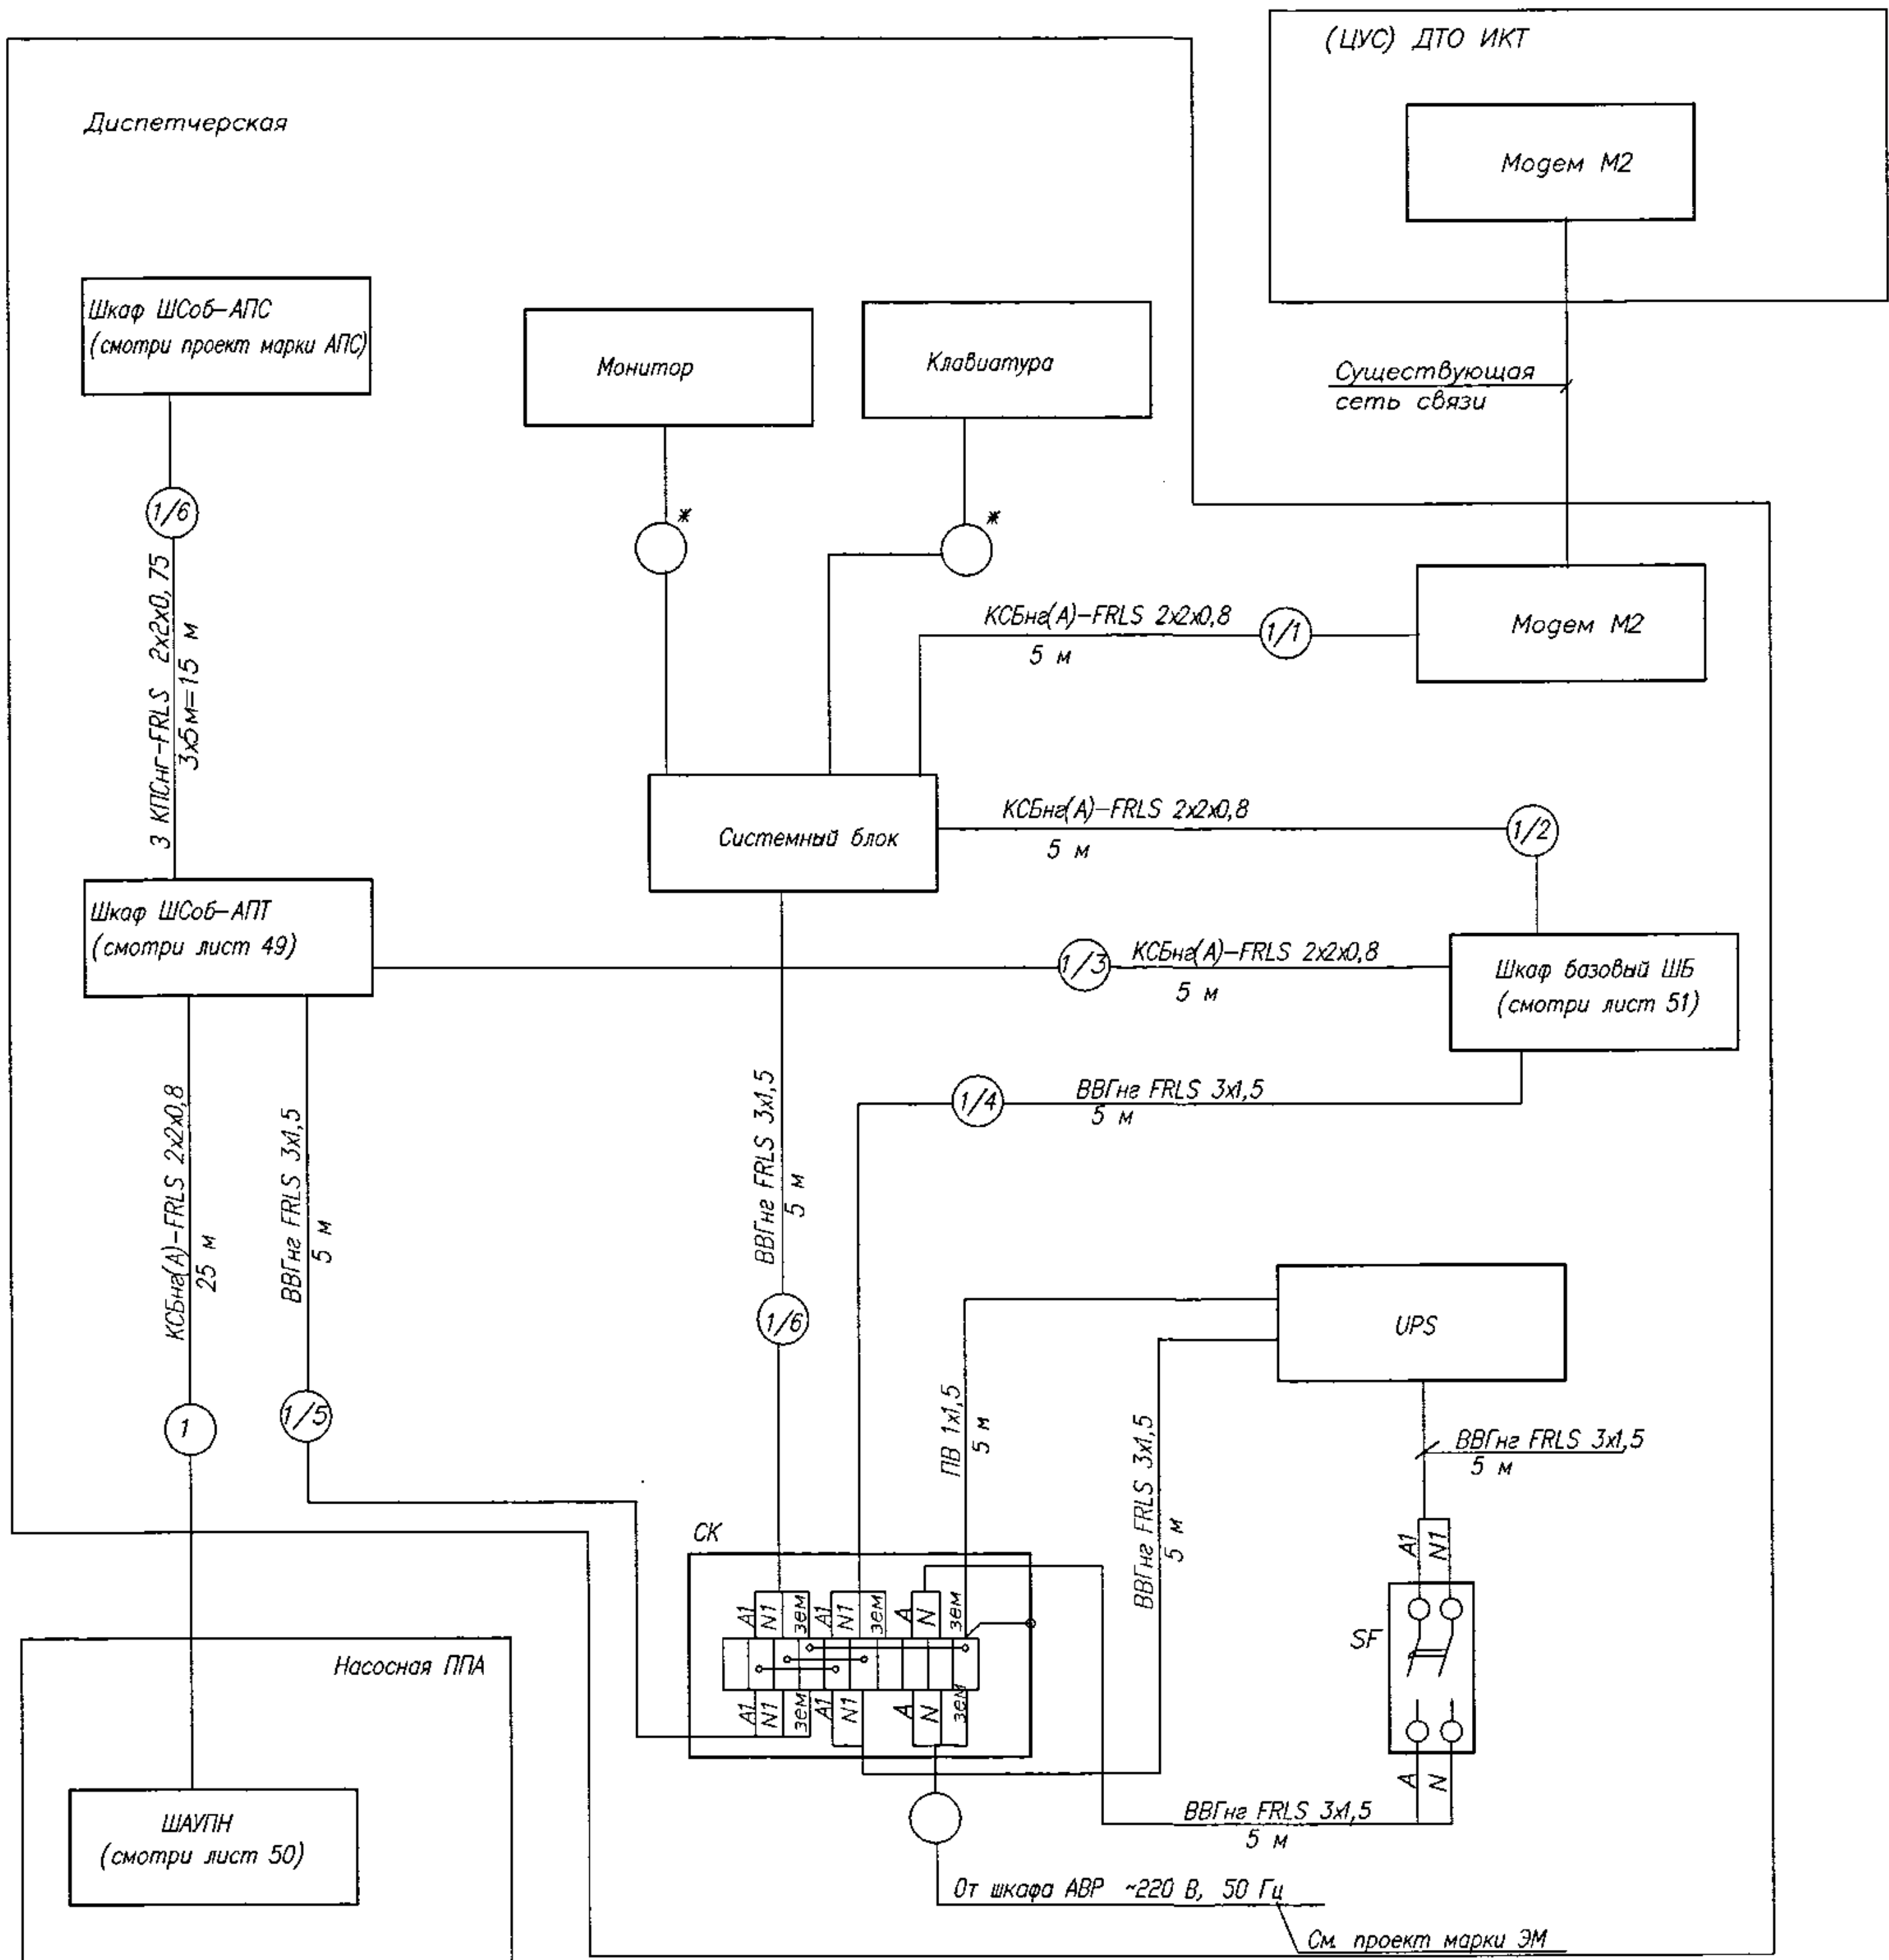 (ЦУС) ДТО ИКТ
Модем М2
Диспетчерская
Шкаф ШСоб-АПС
(смотри проект марки АПС)
Монитор
Клавиатура
Существующая
сеть связи
1/6
*
*
3 КПСнг-FRLS 2х2х0,75
3х5м=15 м
КСБнг(А)-FRLS 2х2х0,8
5 м
1/1
Модем М2
Системный блок
КСБнг(А)-FRLS 2х2х0,8
5 м
1/2
Шкаф ШСоб-АПТ
(смотри лист 49)
1/3
КСБнг(А)-FRLS 2х2х0,8
5 м
Шкаф базовый ШБ
(смотри лист 51)
1/4
ВВГнг FRLS 3х1,5
5 м
КСБнг(А)-FRLS 2х2х0,8
25 м
ВВГнг FRLS 3х1,5
5 м
ВВГнг FRLS 3х1,5
5 м
1/6
UPS
1
1/5
ПВ 1х1,5
5 м
ВВГнг FRLS 3х1,5
5 м
ВВГнг FRLS 3х1,5
5 м
СК
A1
N1
A1
N1
зем
A1
N1
зем
A
N
зем
SF
A1
N1
зем
A1
N1
A
N
зем
A
N
Насосная ППА
ШАУПН
(смотри лист 50)
ВВГнг FRLS 3х1,5
5 м
От шкафа АВР ~220 В, 50 Гц
См. проект марки ЭМ